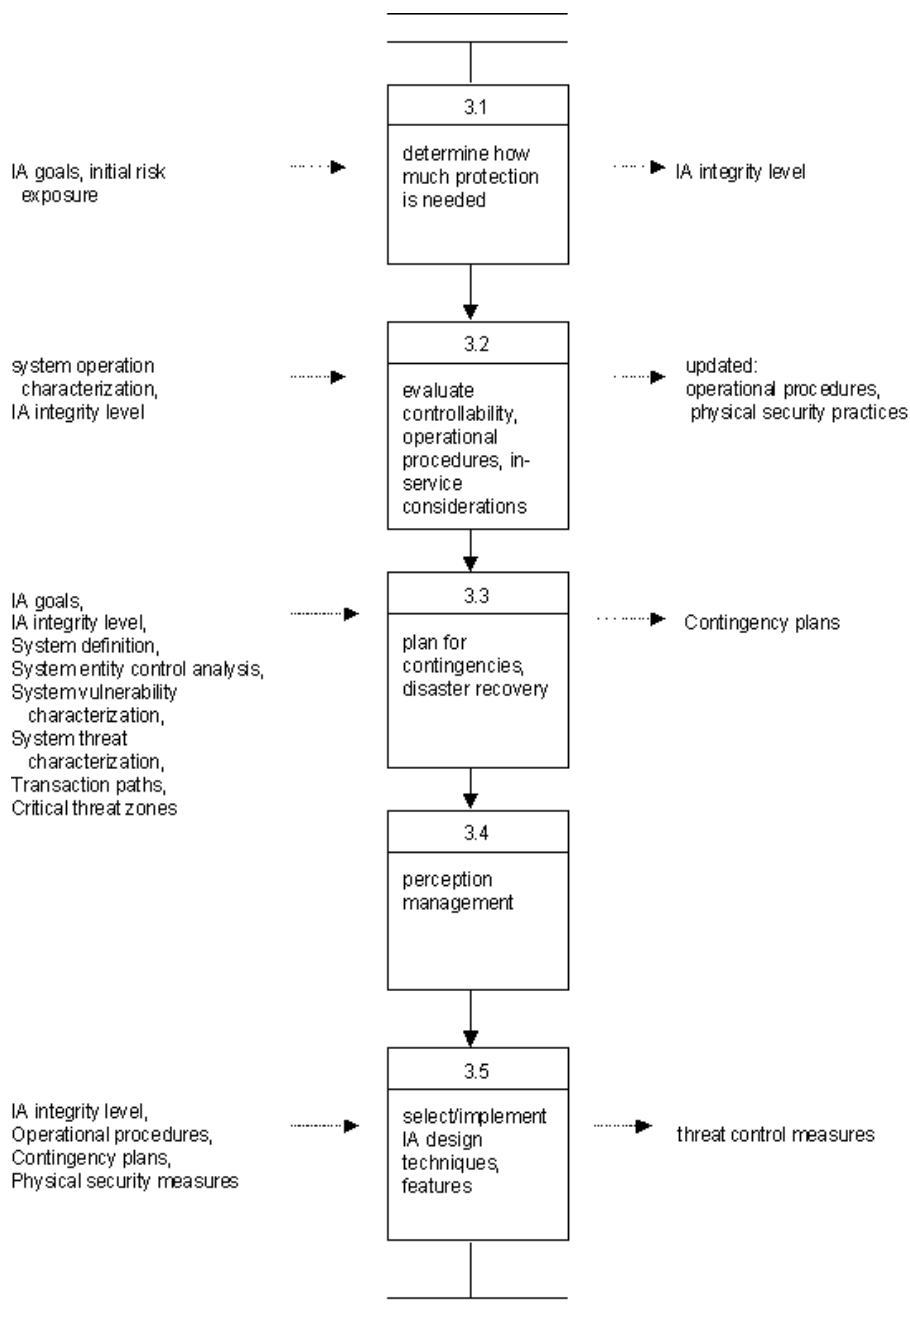 3.1
determine how
much protection
is needed
IA goals, initial risk
exposure
IA integrity level
3.2
evaluate
controllability,
operational
procedures, in-
service
considerations
system operation
characterization,
IA integrity level
updated:
operational procedures,
physical security practices
3.3
plan for
contingencies,
disaster recovery
IA goals,
IA integrity level,
System definition,
System entity control analysis,
System vulnerability
characterization,
System threat
characterization,
Transaction paths,
Critical threat zones
Contingency plans
3.4
perception
management
3.5
select/implement
IA design
techniques,
features
IA integrity level,
Operational procedures,
Contingency plans,
Physical security measures
threat control measures